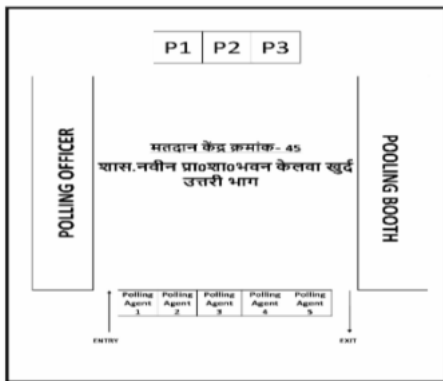 P1 P2 P3
POLLING OFFICER
मतदान केंद्र क्रमांक- 45
शास.नवीन प्रा0शा0भवन केलवा खुर्द
उत्तरी भाग
POOLING BOOTH
Polling Agent 1
Polling Agent 2
Polling Agent 3
Polling Agent 4
Polling Agent 5
ENTRY
EXIT